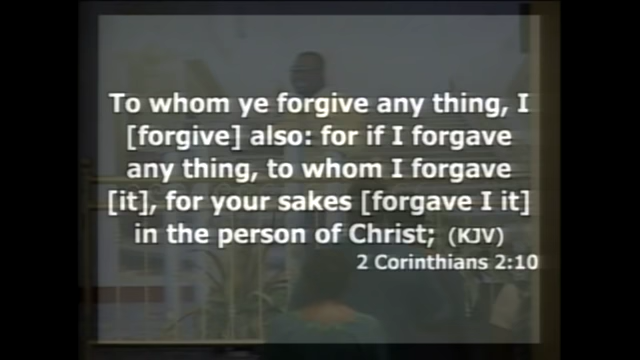 To whom ye forgive any thing, I
[forgive] also: for if I forgave
any thing, to whom I forgave
[it], for your sakes [forgave I it]
in the person of Christ; (KJV)
2 Corinthians 2:10